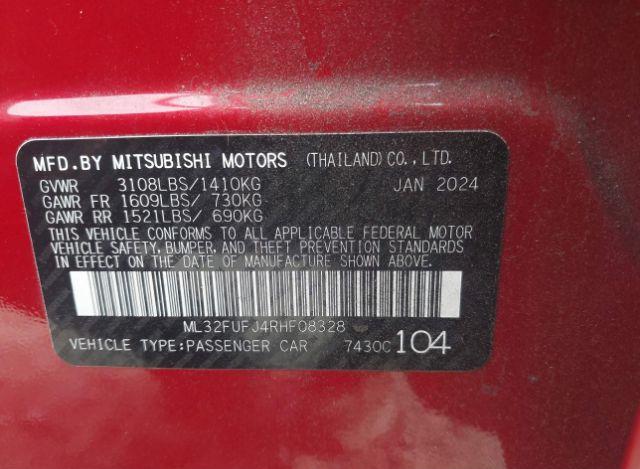 MFD.BY MITSUBISHI MOTORS (THAILAND)CO.,LTD.
GVWR 3108LBS/1410KG JAN 2024
GAWR FR 1609LBS/ 730KG
GAWR RR 1521LBS/ 690KG
THIS VEHICLE CONFORMS TO ALL APPLICABLE FEDERAL MOTOR
VEHICLE SAFETY,BUMPER,AND THEFT PREVENTION STANDARDS
IN EFFECT ON THE DATE OF MANUFACTURE SHOWN ABOVE.
ML32FUFJ4RHF08328
VEHICLE TYPE:PASSENGER CAR 7430C 104